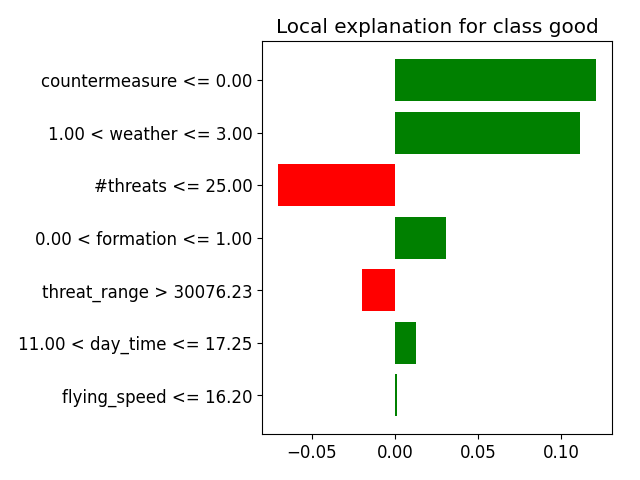 Local explanation for class good
countermeasure <= 0.00
1.00 < weather <= 3.00
#threats <= 25.00
0.00 < formation <= 1.00
threat_range > 30076.23
11.00 < day_time <= 17.25
flying_speed <= 16.20
−0.05 0.00 0.05 0.10